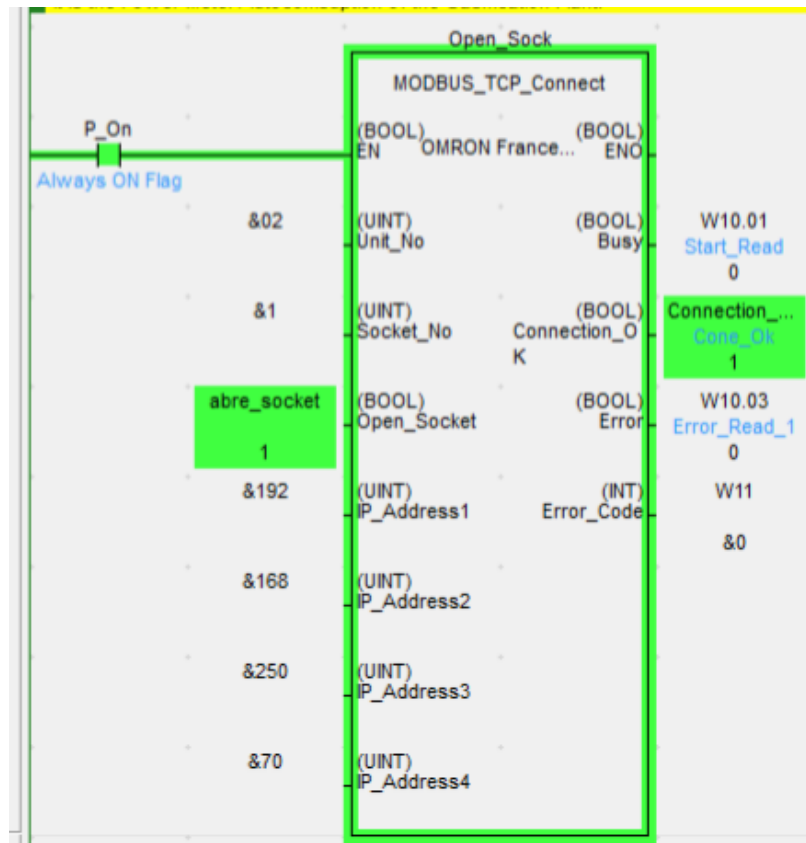 Open_Sock
MODBUS_TCP_Connect
P_On
(BOOL) (BOOL)
EN OMRON France... ENO
Always ON Flag
&02 (UINT) (BOOL) W10.01
Unit_No Busy Start_Read
0
&1 (UINT) (BOOL) Connection_...
Socket_No Connection_O Cone_Ok
K 1
abre_socket (BOOL) (BOOL) W10.03
Open_Socket Error Error_Read_1
1 0
&192 (UINT) (INT) W11
IP_Address1 Error_Code
&0
&168 (UINT)
IP_Address2
&250 (UINT)
IP_Address3
&70 (UINT)
IP_Address4